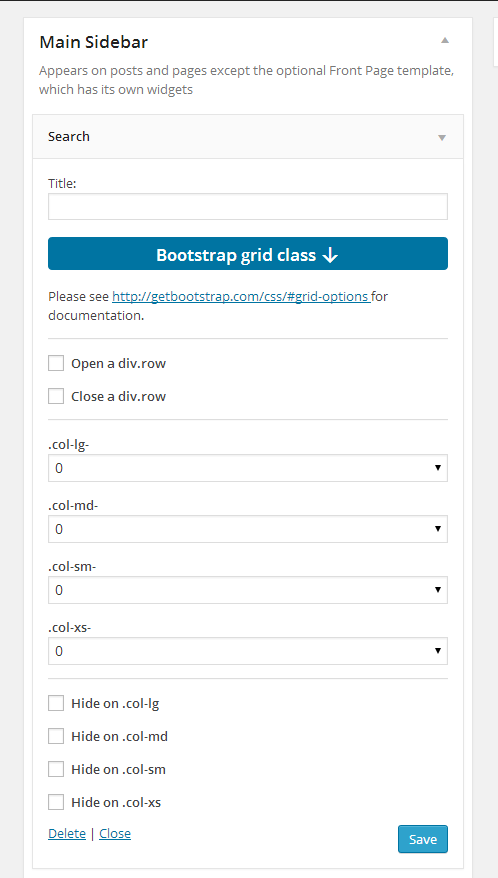 Main Sidebar
Appears on posts and pages except the optional Front Page template,
which has its own widgets
Search
Title:
Bootstrap grid class ↓
Please see http://getbootstrap.com/css/#grid-options for
documentation.
Open a div.row
Close a div.row
.col-lg-
0
.col-md-
0
.col-sm-
0
.col-xs-
0
Hide on .col-lg
Hide on .col-md
Hide on .col-sm
Hide on .col-xs
Delete | Close
Save